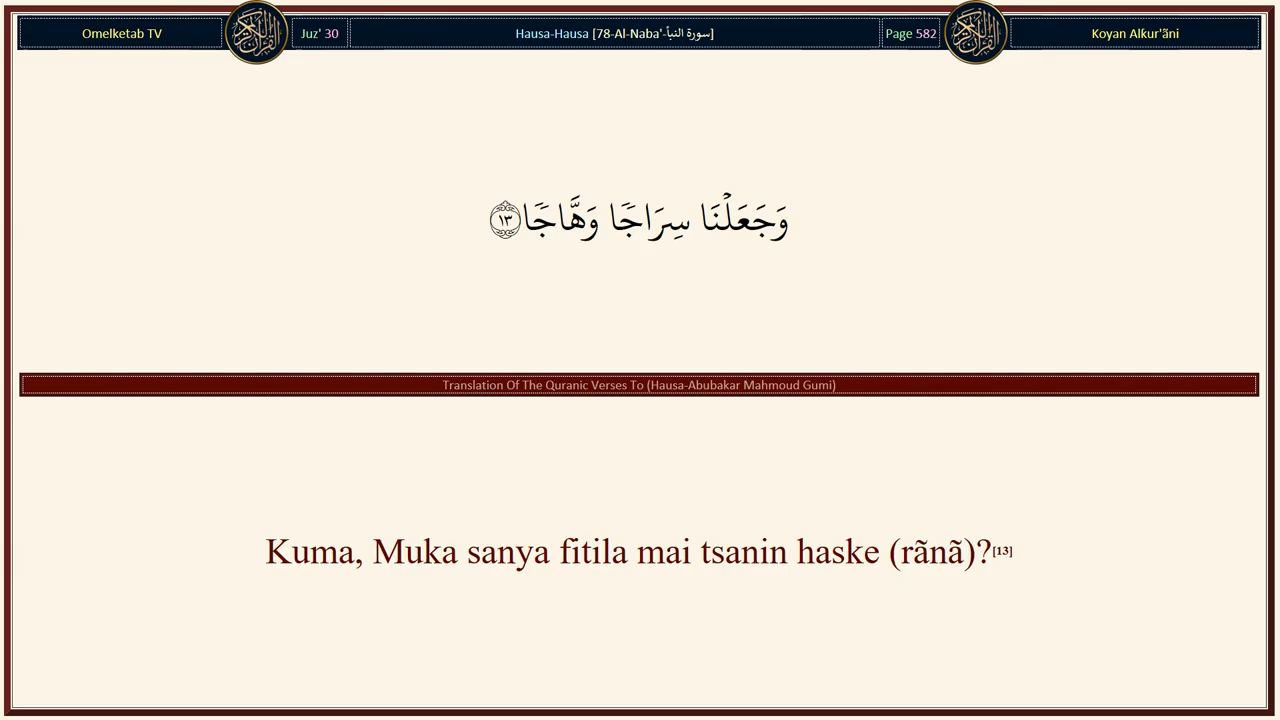 Omelketab TV
Juz' 30
Hausa-Hausa [78-Al-Naba'-سورة النبأ]
Page 582
Koyan Alƙur'ãni
وَجَعَلۡنَا سِرَاجٗا وَهَّاجٗا ١٣
Translation Of The Quranic Verses To (Hausa-Abubakar Mahmoud Gumi)
Kuma, Muka sanya fitila mai tsanin haske (rãnã)?[13]